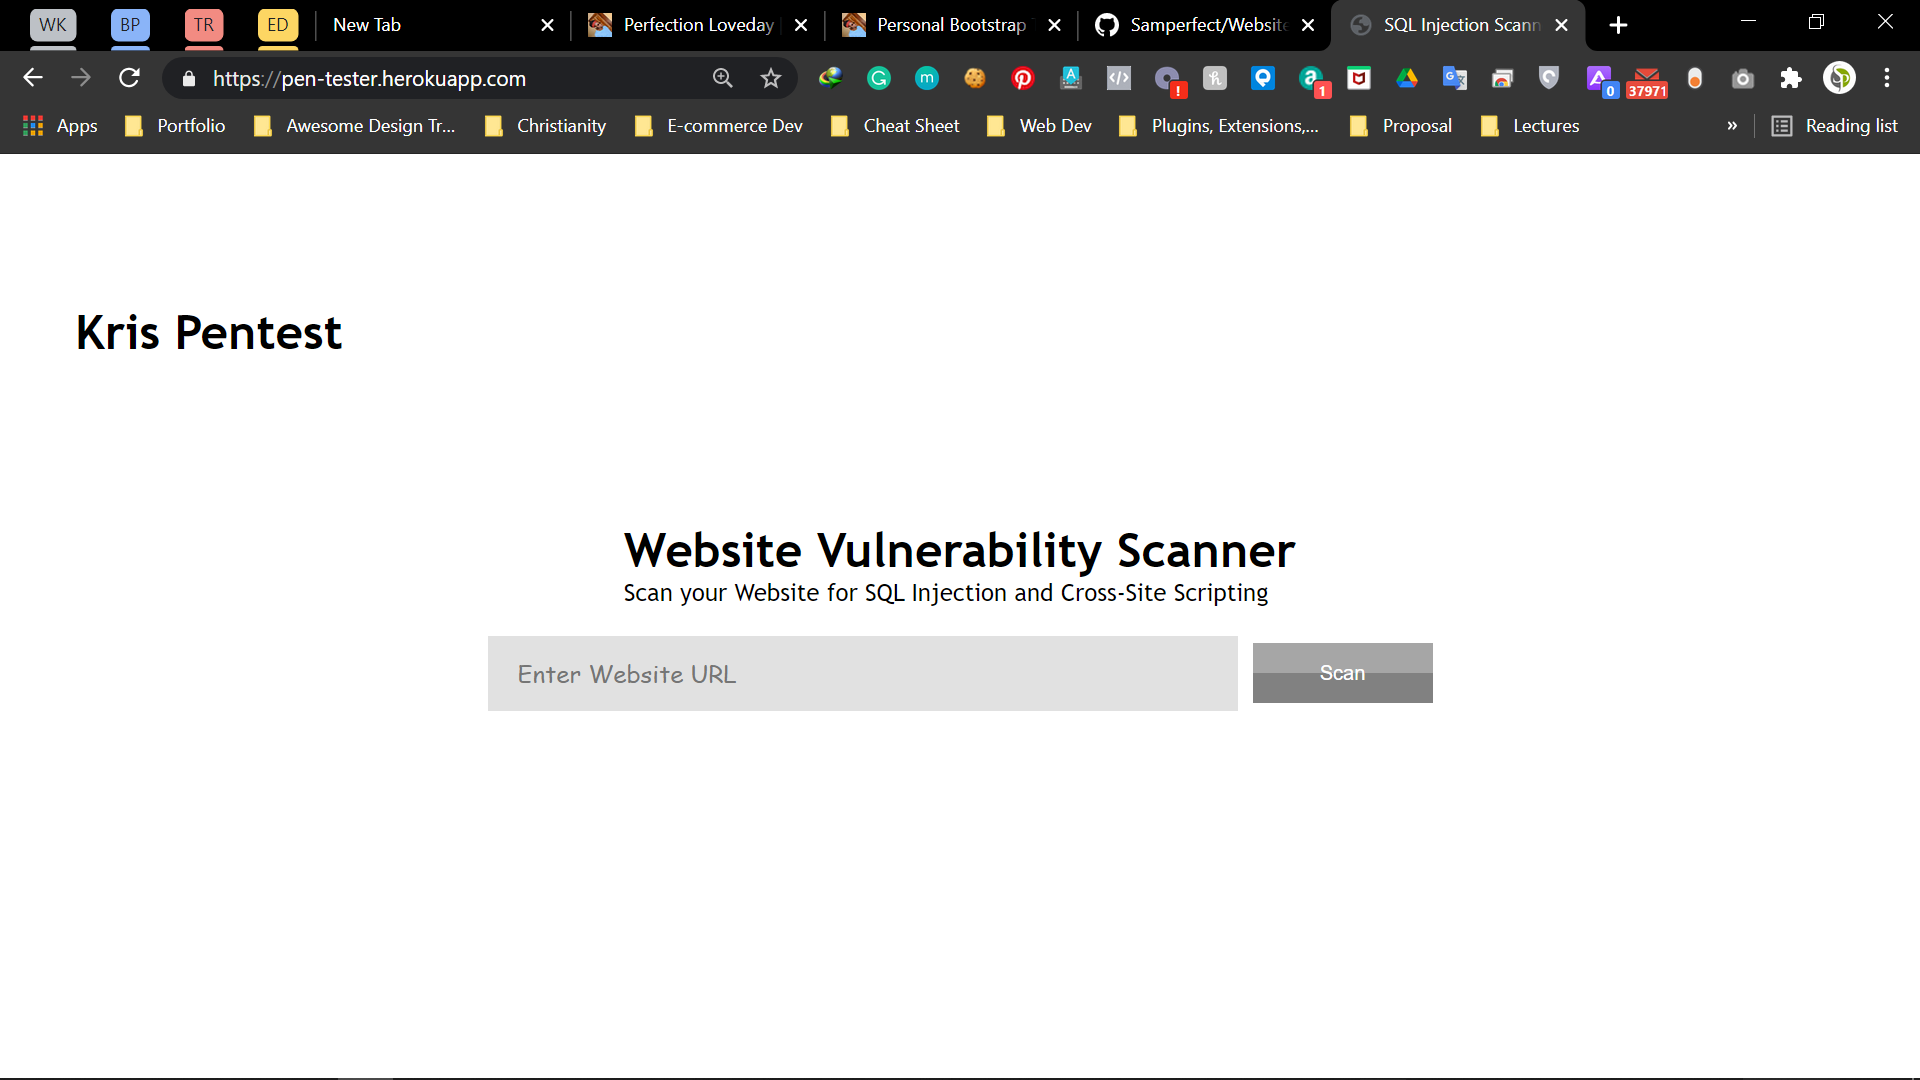 WK BP TR ED New Tab Perfection Loveday Personal Bootstrap Samperfect/Website SQL Injection Scann
https://pen-tester.herokuapp.com 1 0 37971
Apps Portfolio Awesome Design Tr... Christianity E-commerce Dev Cheat Sheet Web Dev Plugins, Extensions,... Proposal Lectures » Reading list
Kris Pentest
Website Vulnerability Scanner
Scan your Website for SQL Injection and Cross-Site Scripting
Enter Website URL Scan